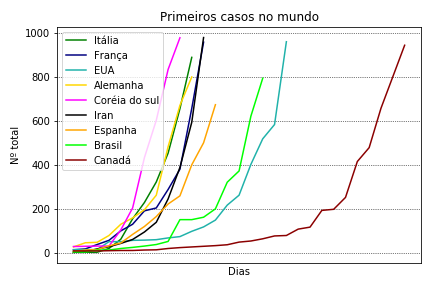 Primeiros casos no mundo
1000
800
600
400
200
0
Nº total
Itália
França
EUA
Alemanha
Coréia do sul
Iran
Espanha
Brasil
Canadá
Dias